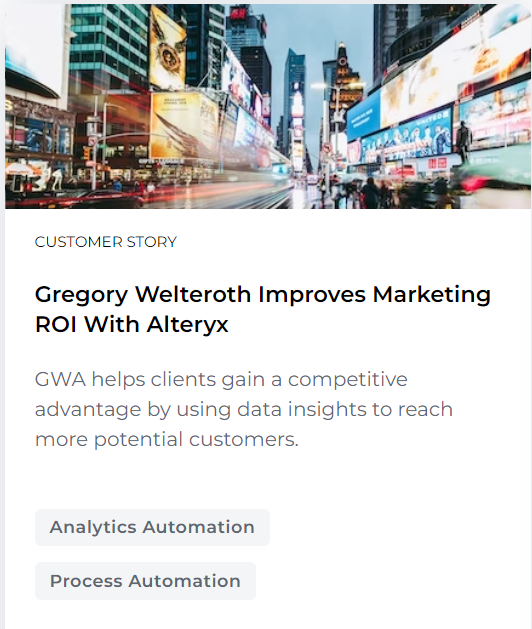 UNITED
CUSTOMER STORY
Gregory Welteroth Improves Marketing
ROI With Alteryx
GWA helps clients gain a competitive
advantage by using data insights to reach
more potential customers.
Analytics Automation
Process Automation